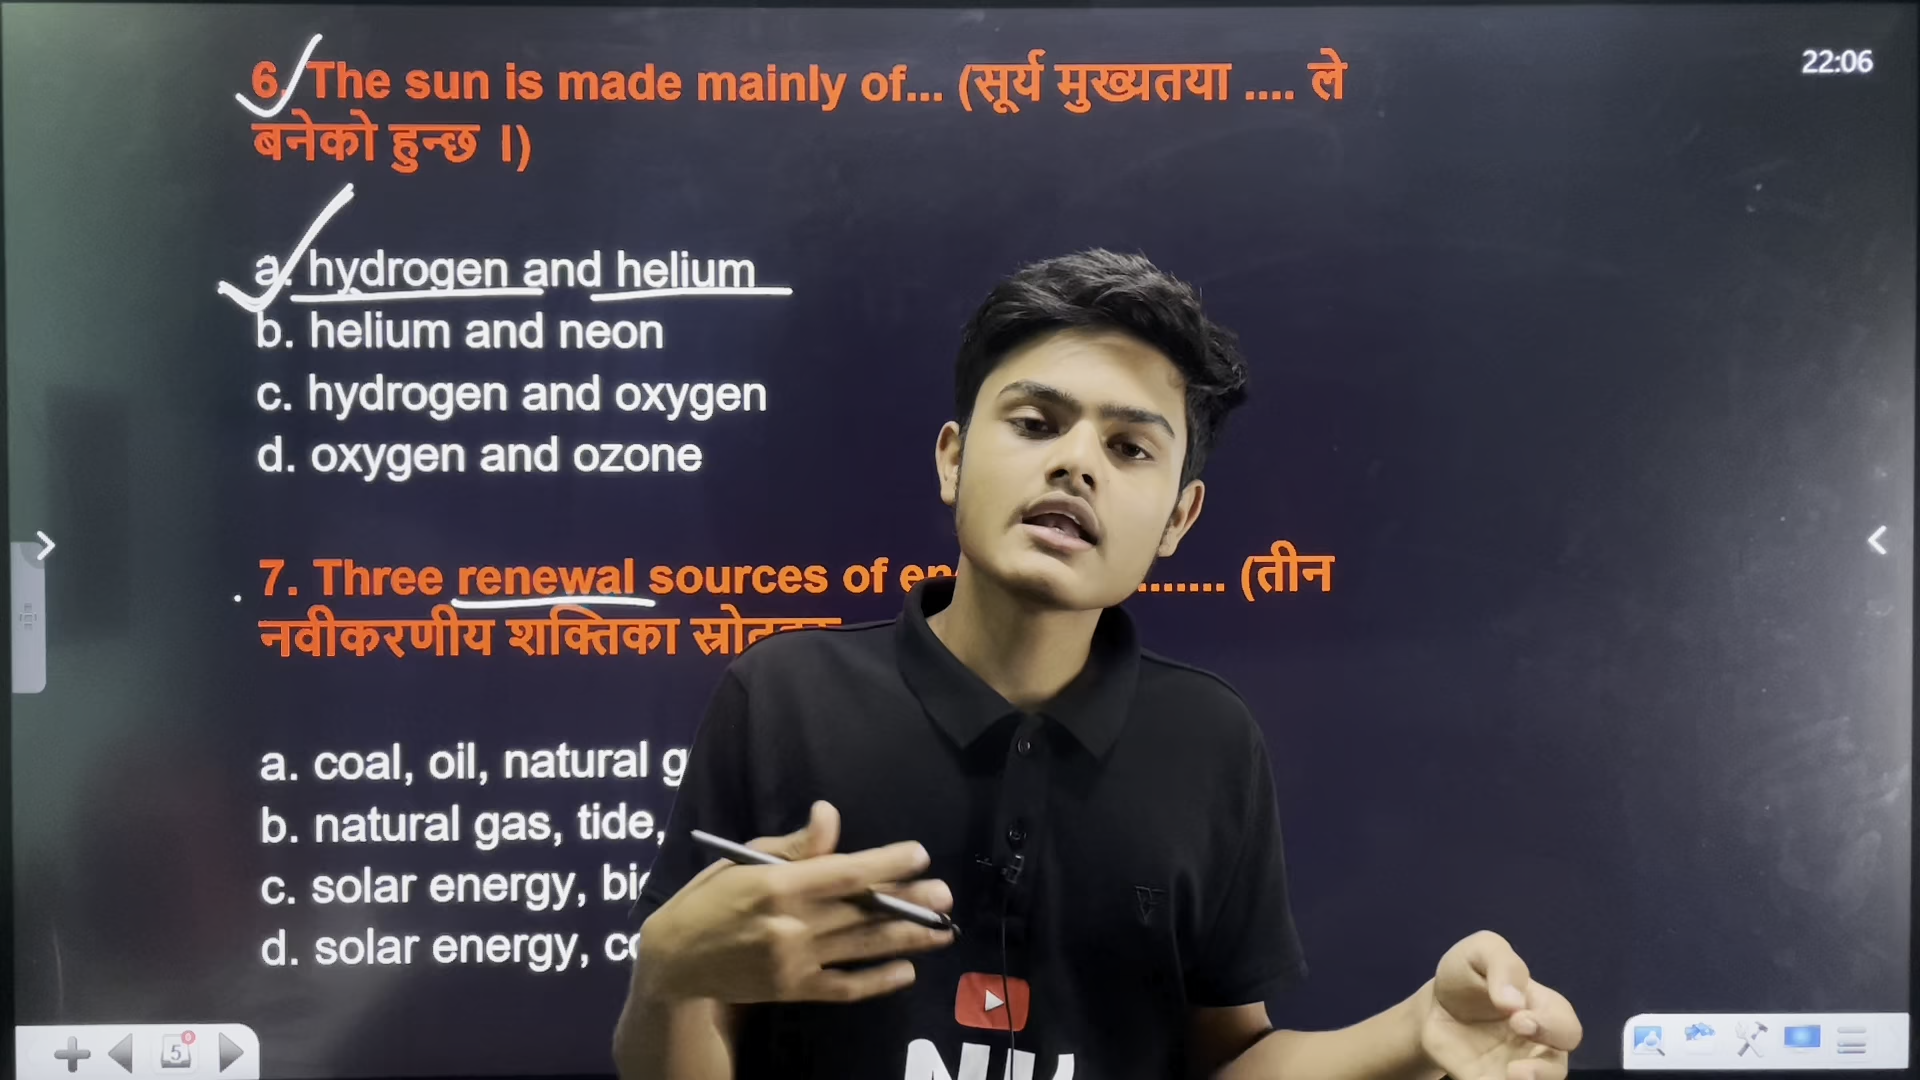 22:06
6. The sun is made mainly of... (सूर्य मुख्यतया .... ले
बनेको हुन्छ ।)
a. hydrogen and helium
b. helium and neon
c. hydrogen and oxygen
d. oxygen and ozone
7. Three renewal sources of ........ (तीन
नवीकरणीय शक्तिका
a. coal, oil, natural
b. natural gas, tide,
c. solar energy,
d. solar energy,
5